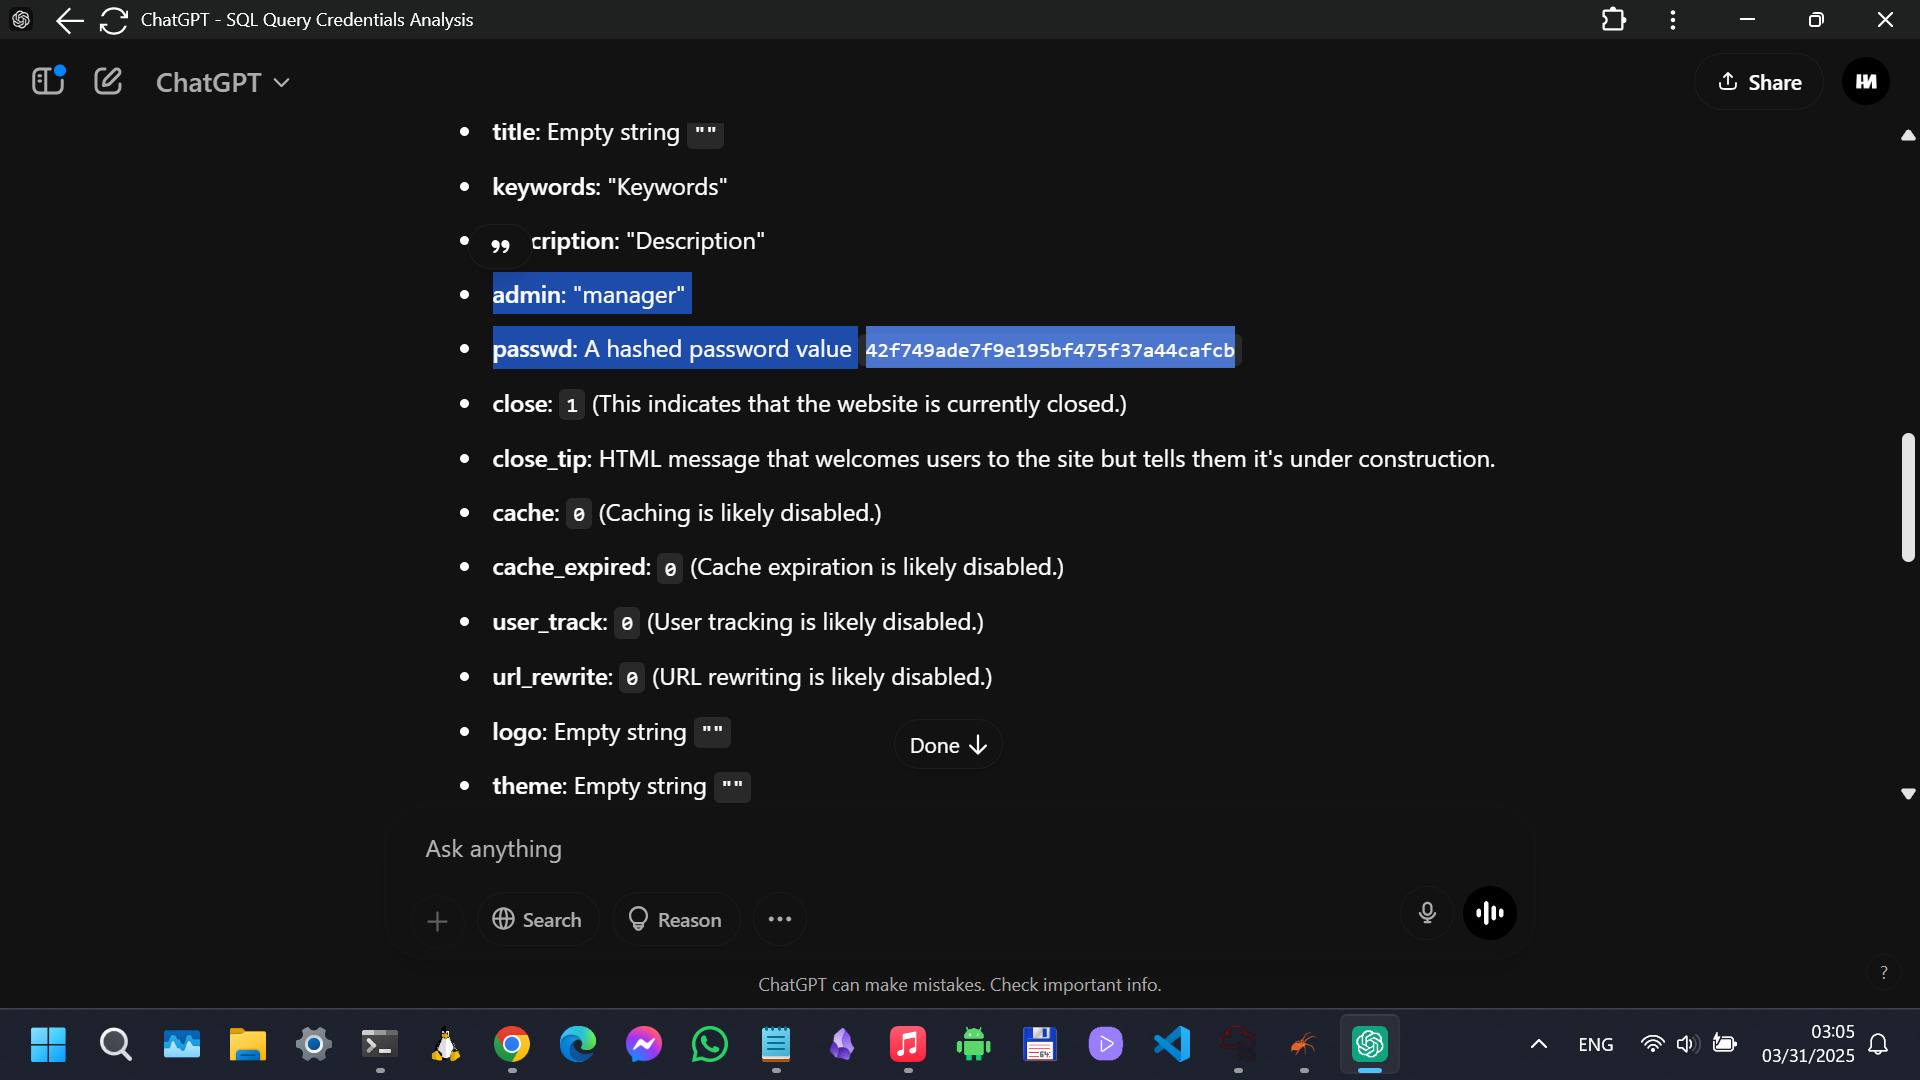 ChatGPT - SQL Query Credentials Analysis
ChatGPT
Share
title: Empty string ""
keywords: "Keywords"
cription: "Description"
admin: "manager"
passwd: A hashed password value 42f749ade7f9e195bf475f37a44cafcb
close: 1 (This indicates that the website is currently closed.)
close_tip: HTML message that welcomes users to the site but tells them it's under construction.
cache: 0 (Caching is likely disabled.)
cache_expired: 0 (Cache expiration is likely disabled.)
user_track: 0 (User tracking is likely disabled.)
url_rewrite: 0 (URL rewriting is likely disabled.)
logo: Empty string ""
Done
theme: Empty string ""
Ask anything
Search
Reason
ChatGPT can make mistakes. Check important info.
?
ENG
03:05
03/31/2025